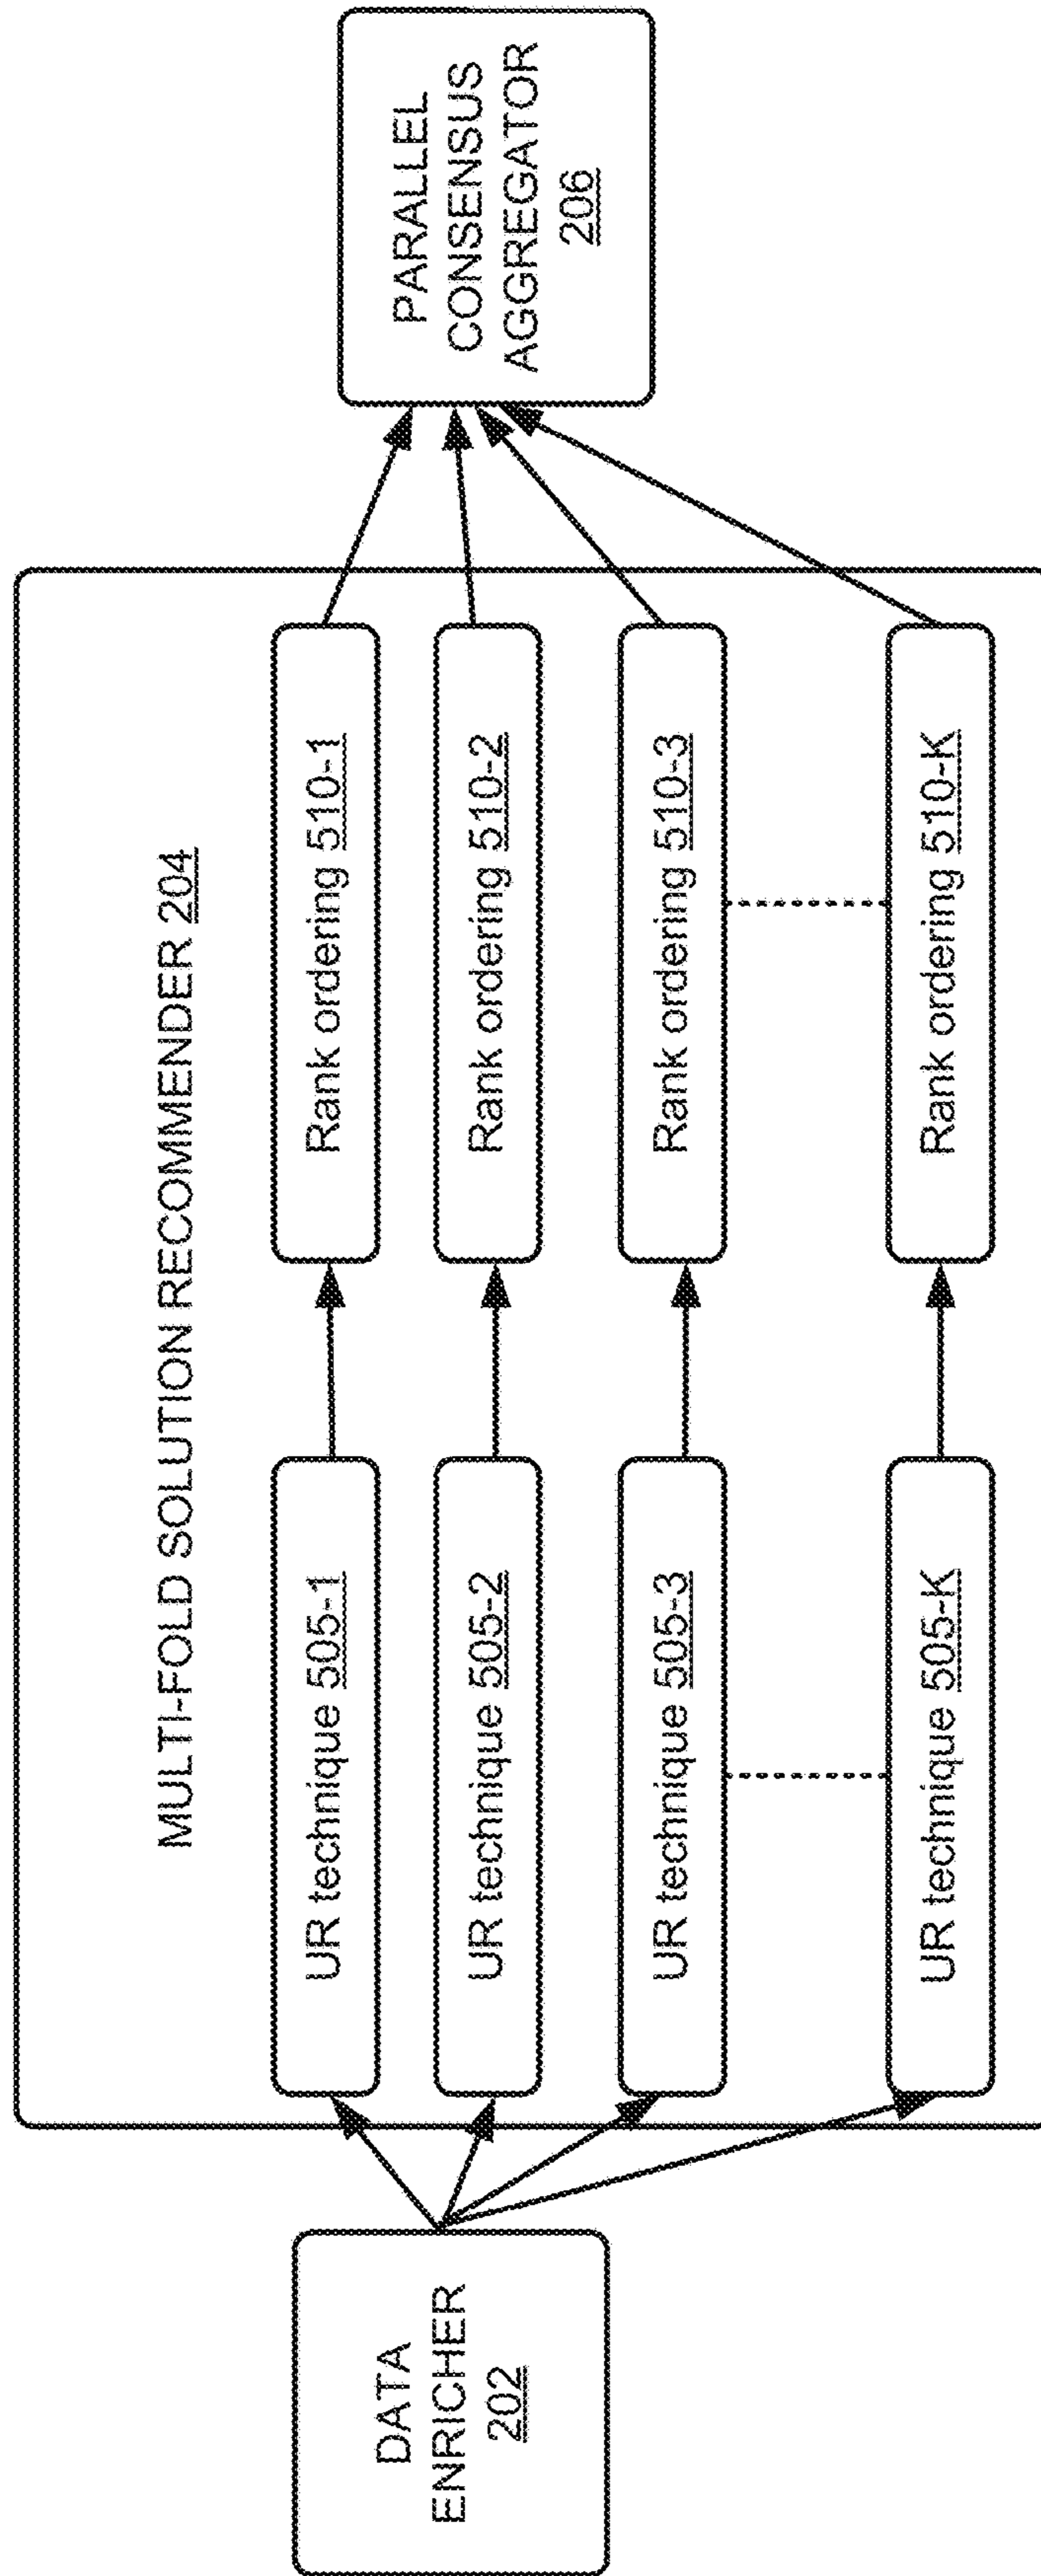 DATA
ENRICHER
202
MULTI-FOLD SOLUTION RECOMMENDER 204
UR technique 505-1
Rank ordering 510-1
UR technique 505-2
Rank ordering 510-2
UR technique 505-3
Rank ordering 510-3
UR technique 505-K
Rank ordering 510-K
PARALLEL
CONSENSUS
AGGREGATOR
206